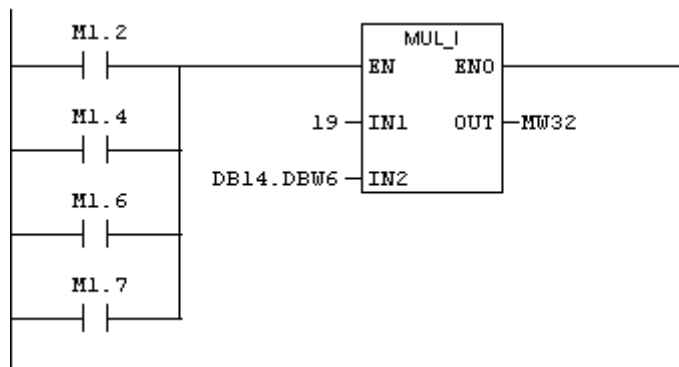 M1.2
MUL_I
EN ENO
M1.4
19 IN1 OUT MW32
M1.6
DB14.DBW6 IN2
M1.7